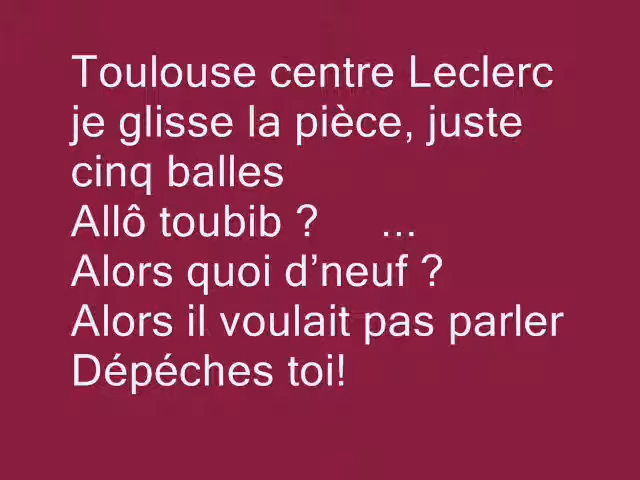 Toulouse centre Leclerc
je glisse la pièce, juste
cinq balles
Allô toubib ? ...
Alors quoi d’neuf ?
Alors il voulait pas parler
Dépéches toi!